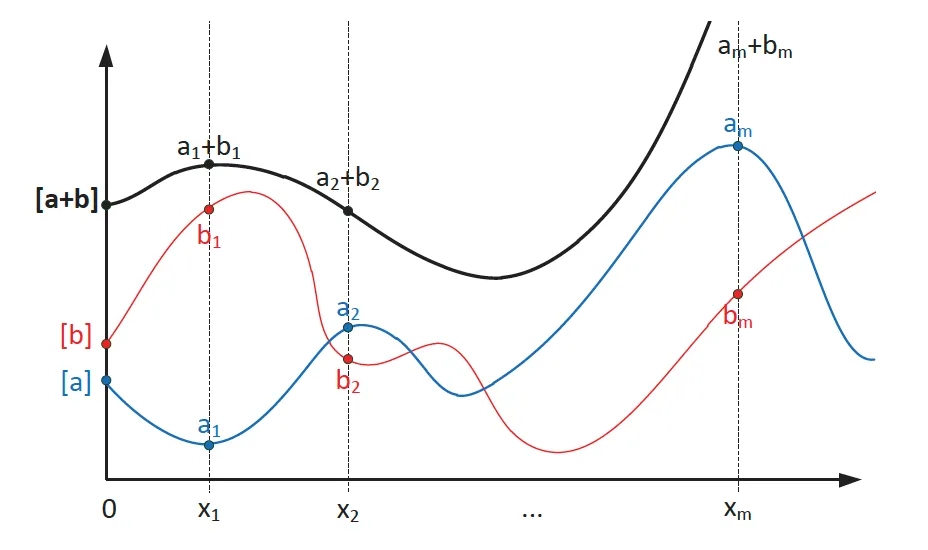 aₘ+bₘ
aₘ
a₁+b₁
a₂+b₂
[a+b]
b₁
a₂
[b]
bₘ
[a]
b₂
a₁
0
x₁
x₂
...
xₘ